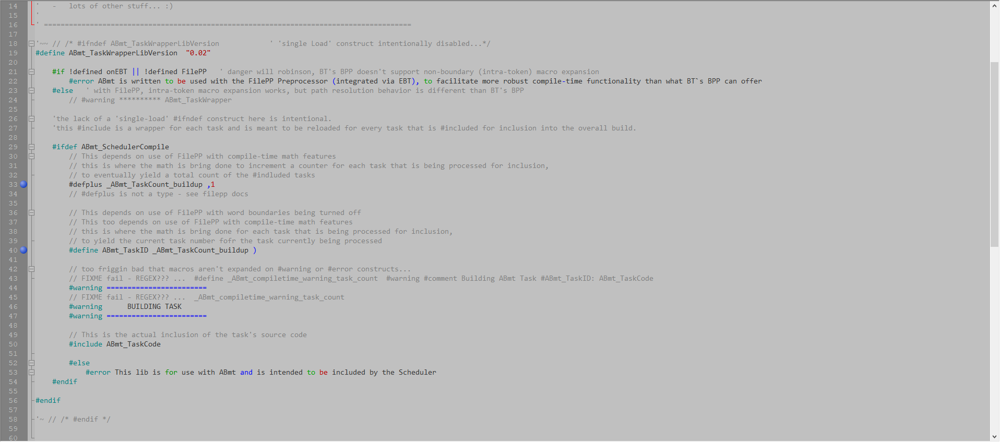 14 '   -   lots of other stuff... :)
15 '
16 ' ========================================================================================
17
18 '~~ // /* #ifndef ABmt_TaskWrapperLibVersion            ' 'single Load' construct intentionally disabled...*/
19 #define ABmt_TaskWrapperLibVersion  "0.02"
20
21     #if !defined onEBT || !defined FilePP   ' danger will robinson, BT's BPP doesn't support non-boundary (intra-token) macro expansion
22         #error ABmt is written to be used with the FilePP Preprocessor (integrated via EBT), to facilitate more robust compile-time functionality than what BT`s BPP can offer
23     #else   ' with FilePP, intra-token macro expansion works, but path resolution behavior is different than BT's BPP
24         // #warning ********** ABmt_TaskWrapper
25
26     'the lack of a 'single-load' #ifndef construct here is intentional.
27     'this #include is a wrapper for each task and is meant to be reloaded for every task that is #included for inclusion into the overall build.
28
29     #ifdef ABmt_SchedulerCompile
30         // This depends on use of FilePP with compile-time math features
31         // this is where the math is bring done to increment a counter for each task that is being processed for inclusion,
32         // to eventually yield a total count of the #indluded tasks
33         #defplus _ABmt_TaskCount_buildup ,1
34         // #defplus is not a type - see filepp docs
35
36         // This depends on use of FilePP with word boundaries being turned off
37         // This too depends on use of FilePP with compile-time math features
38         // this is where the math is bring done for each task that is being processed for inclusion,
39         // to yield the current task number fofr the task currently being processed
40         #define ABmt_TaskID _ABmt_TaskCount_buildup )
41
42         // too friggin bad that macros aren't expanded on #warning or #error constructs...
43         // FIXME fail - REGEX??? ...  #define _ABmt_compiletime_warning_task_count  #warning #comment Building ABmt Task #ABmt_TaskID: ABmt_TaskCode
44         #warning ========================
45         // FIXME fail - REGEX??? ...  _ABmt_compiletime_warning_task_count
46         #warning      BUILDING TASK
47         #warning ========================
48
49         // This is the actual inclusion of the task's source code
50         #include ABmt_TaskCode
51
52         #else
53             #error This lib is for use with ABmt and is intended to be included by the Scheduler
54     #endif
55
56 #endif
57
58 '~ // /* #endif */
59
60